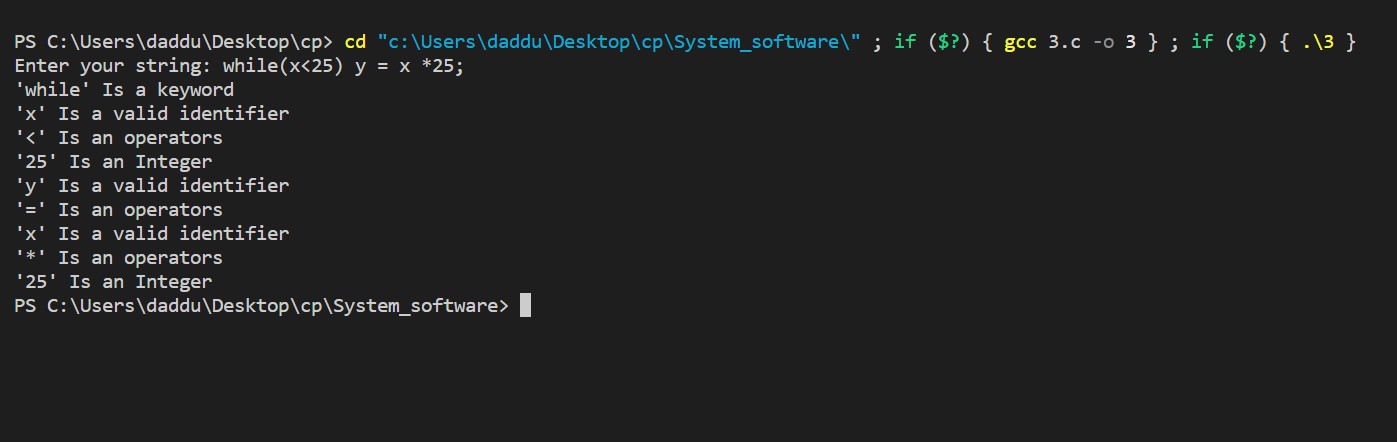 PS C:\Users\daddu\Desktop\cp> cd "c:\Users\daddu\Desktop\cp\System_software\" ; if ($?) { gcc 3.c -o 3 } ; if ($?) { .\3 }
Enter your string: while(x<25) y = x *25;
'while' Is a keyword
'x' Is a valid identifier
'<' Is an operators
'25' Is an Integer
'y' Is a valid identifier
'=' Is an operators
'x' Is a valid identifier
'*' Is an operators
'25' Is an Integer
PS C:\Users\daddu\Desktop\cp\System_software>